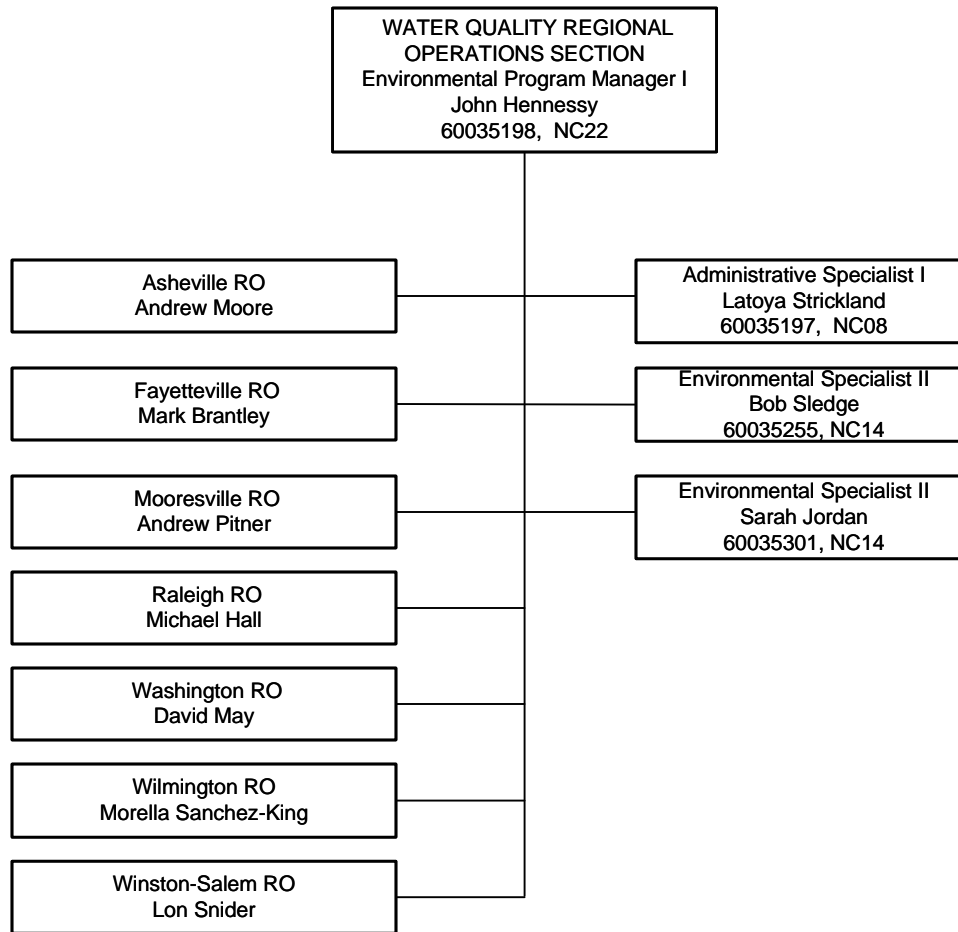 WATER QUALITY REGIONAL
OPERATIONS SECTION
Environmental Program Manager I
John Hennessy
60035198,  NC22
Asheville RO
Andrew Moore
Administrative Specialist I
Latoya Strickland
60035197,  NC08
Fayetteville RO
Mark Brantley
Environmental Specialist II
Bob Sledge
60035255, NC14
Mooresville RO
Andrew Pitner
Environmental Specialist II
Sarah Jordan
60035301, NC14
Raleigh RO
Michael Hall
Washington RO
David May
Wilmington RO
Morella Sanchez-King
Winston-Salem RO
Lon Snider